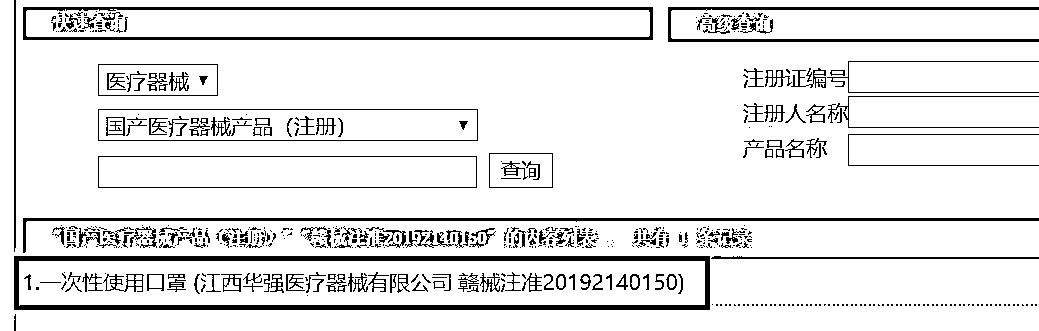 快速查询
高级查询
医疗器械
国产医疗器械产品（注册）
查询
注册证编号
注册人名称
产品名称
"国产医疗器械产品（注册）" "赣械注准20192140150" 的内容列表，共有 1 条记录
1.一次性使用口罩 (江西华强医疗器械有限公司 赣械注准20192140150)